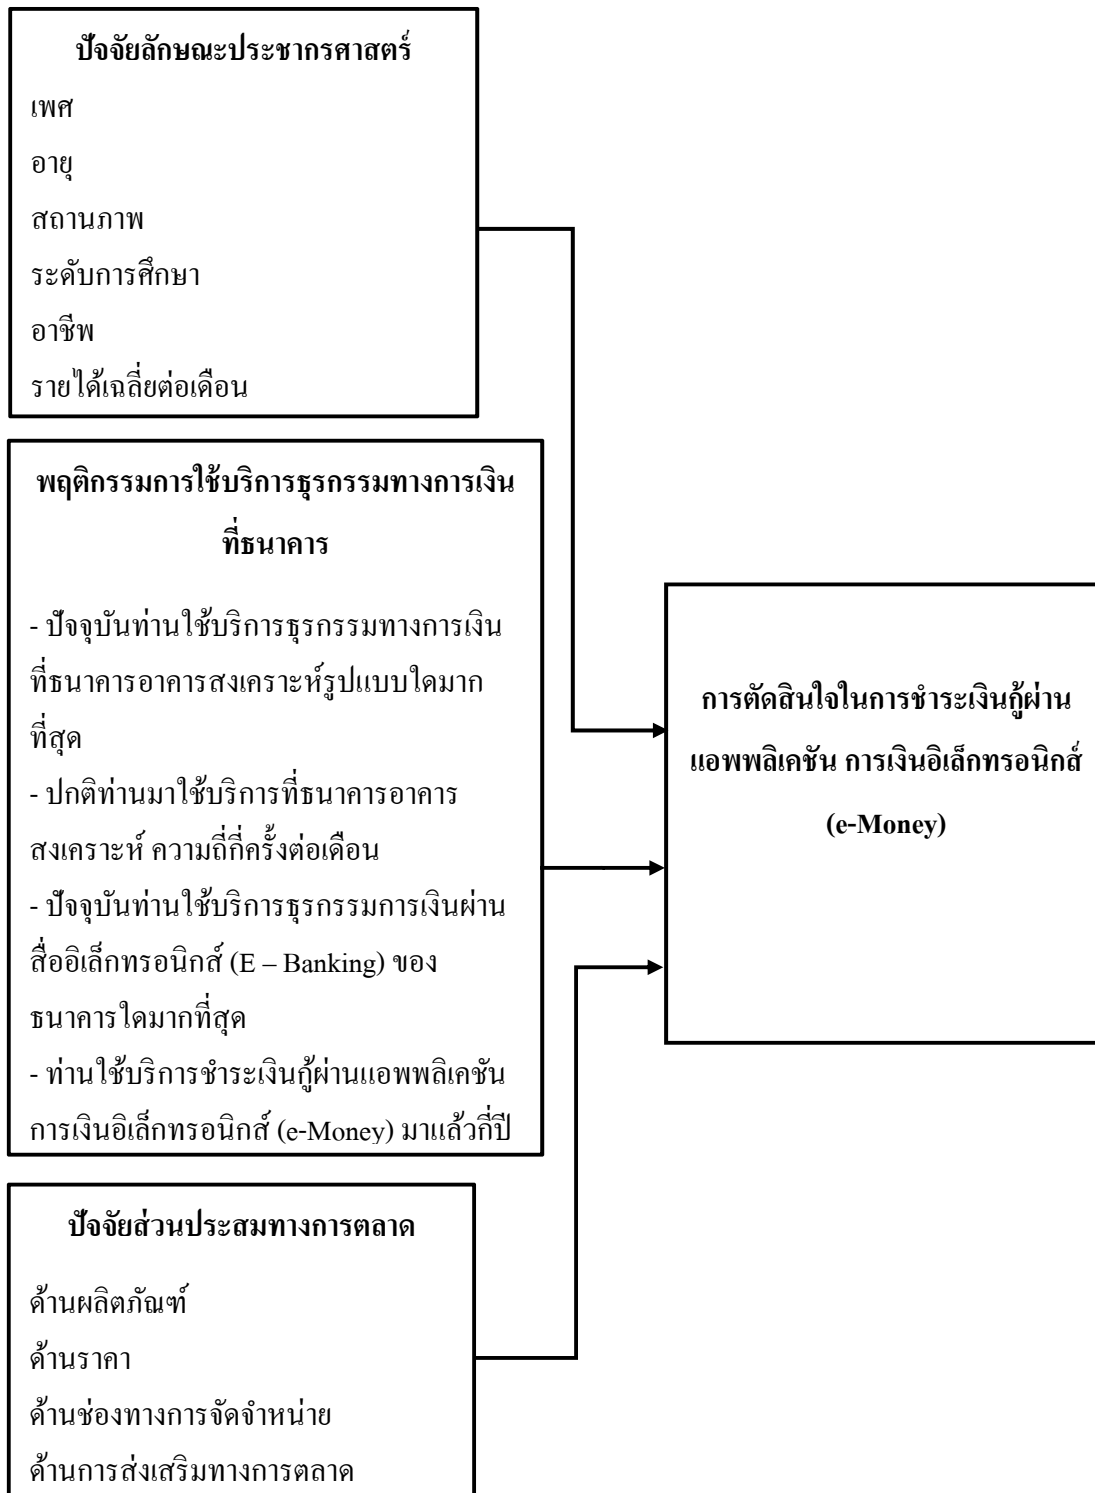 ปัจจัยลักษณะประชากรศาสตร์
เพศ
อายุ
สถานภาพ
ระดับการศึกษา
อาชีพ
รายได้เฉลี่ยต่อเดือน
พฤติกรรมการใช้บริการธุรกรรมทางการเงิน
ที่ธนาคาร
- ปัจจุบันท่านใช้บริการธุรกรรมทางการเงิน
ที่ธนาคารอาคารสงเคราะห์รูปแบบใดมาก
ที่สุด
- ปกติท่านมาใช้บริการที่ธนาคารอาคาร
สงเคราะห์ ความถี่กี่ครั้งต่อเดือน
- ปัจจุบันท่านใช้บริการธุรกรรมการเงินผ่าน
สื่ออิเล็กทรอนิกส์ (E – Banking) ของ
ธนาคารใดมากที่สุด
- ท่านใช้บริการชำระเงินกู้ผ่านแอพพลิเคชัน
การเงินอิเล็กทรอนิกส์ (e-Money) มาแล้วกี่ปี
การตัดสินใจในการชำระเงินกู้ผ่าน
แอพพลิเคชัน การเงินอิเล็กทรอนิกส์
(e-Money)
ปัจจัยส่วนประสมทางการตลาด
ด้านผลิตภัณฑ์
ด้านราคา
ด้านช่องทางการจัดจำหน่าย
ด้านการส่งเสริมทางการตลาด